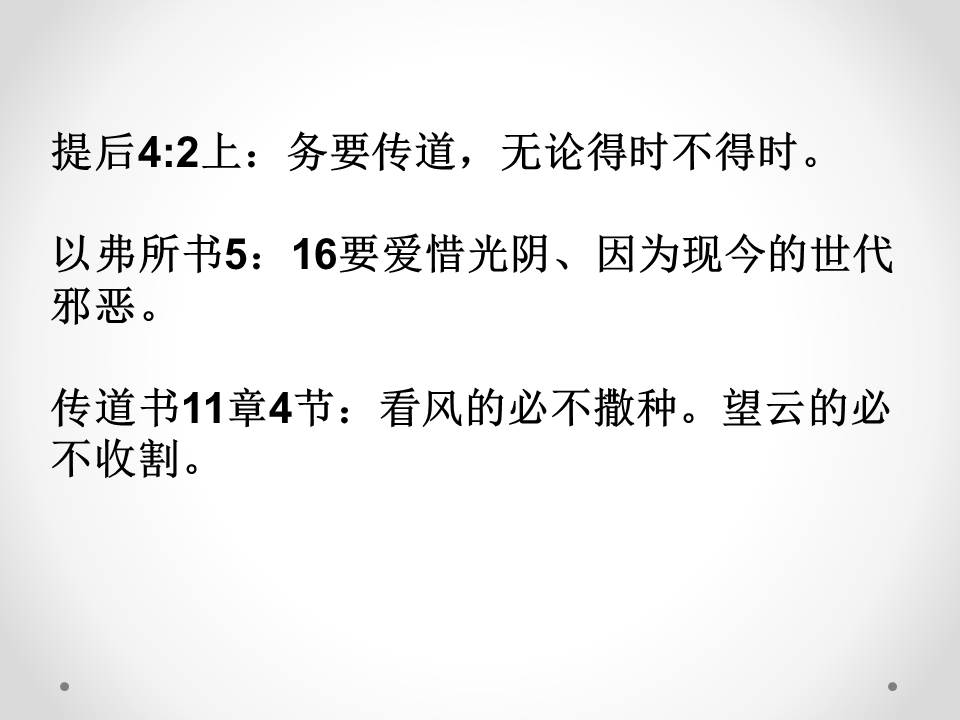 提后4:2上：务要传道，无论得时不得时。
以弗所书5：16要爱惜光阴、因为现今的世代
邪恶。
传道书11章4节：看风的必不撒种。望云的必
不收割。